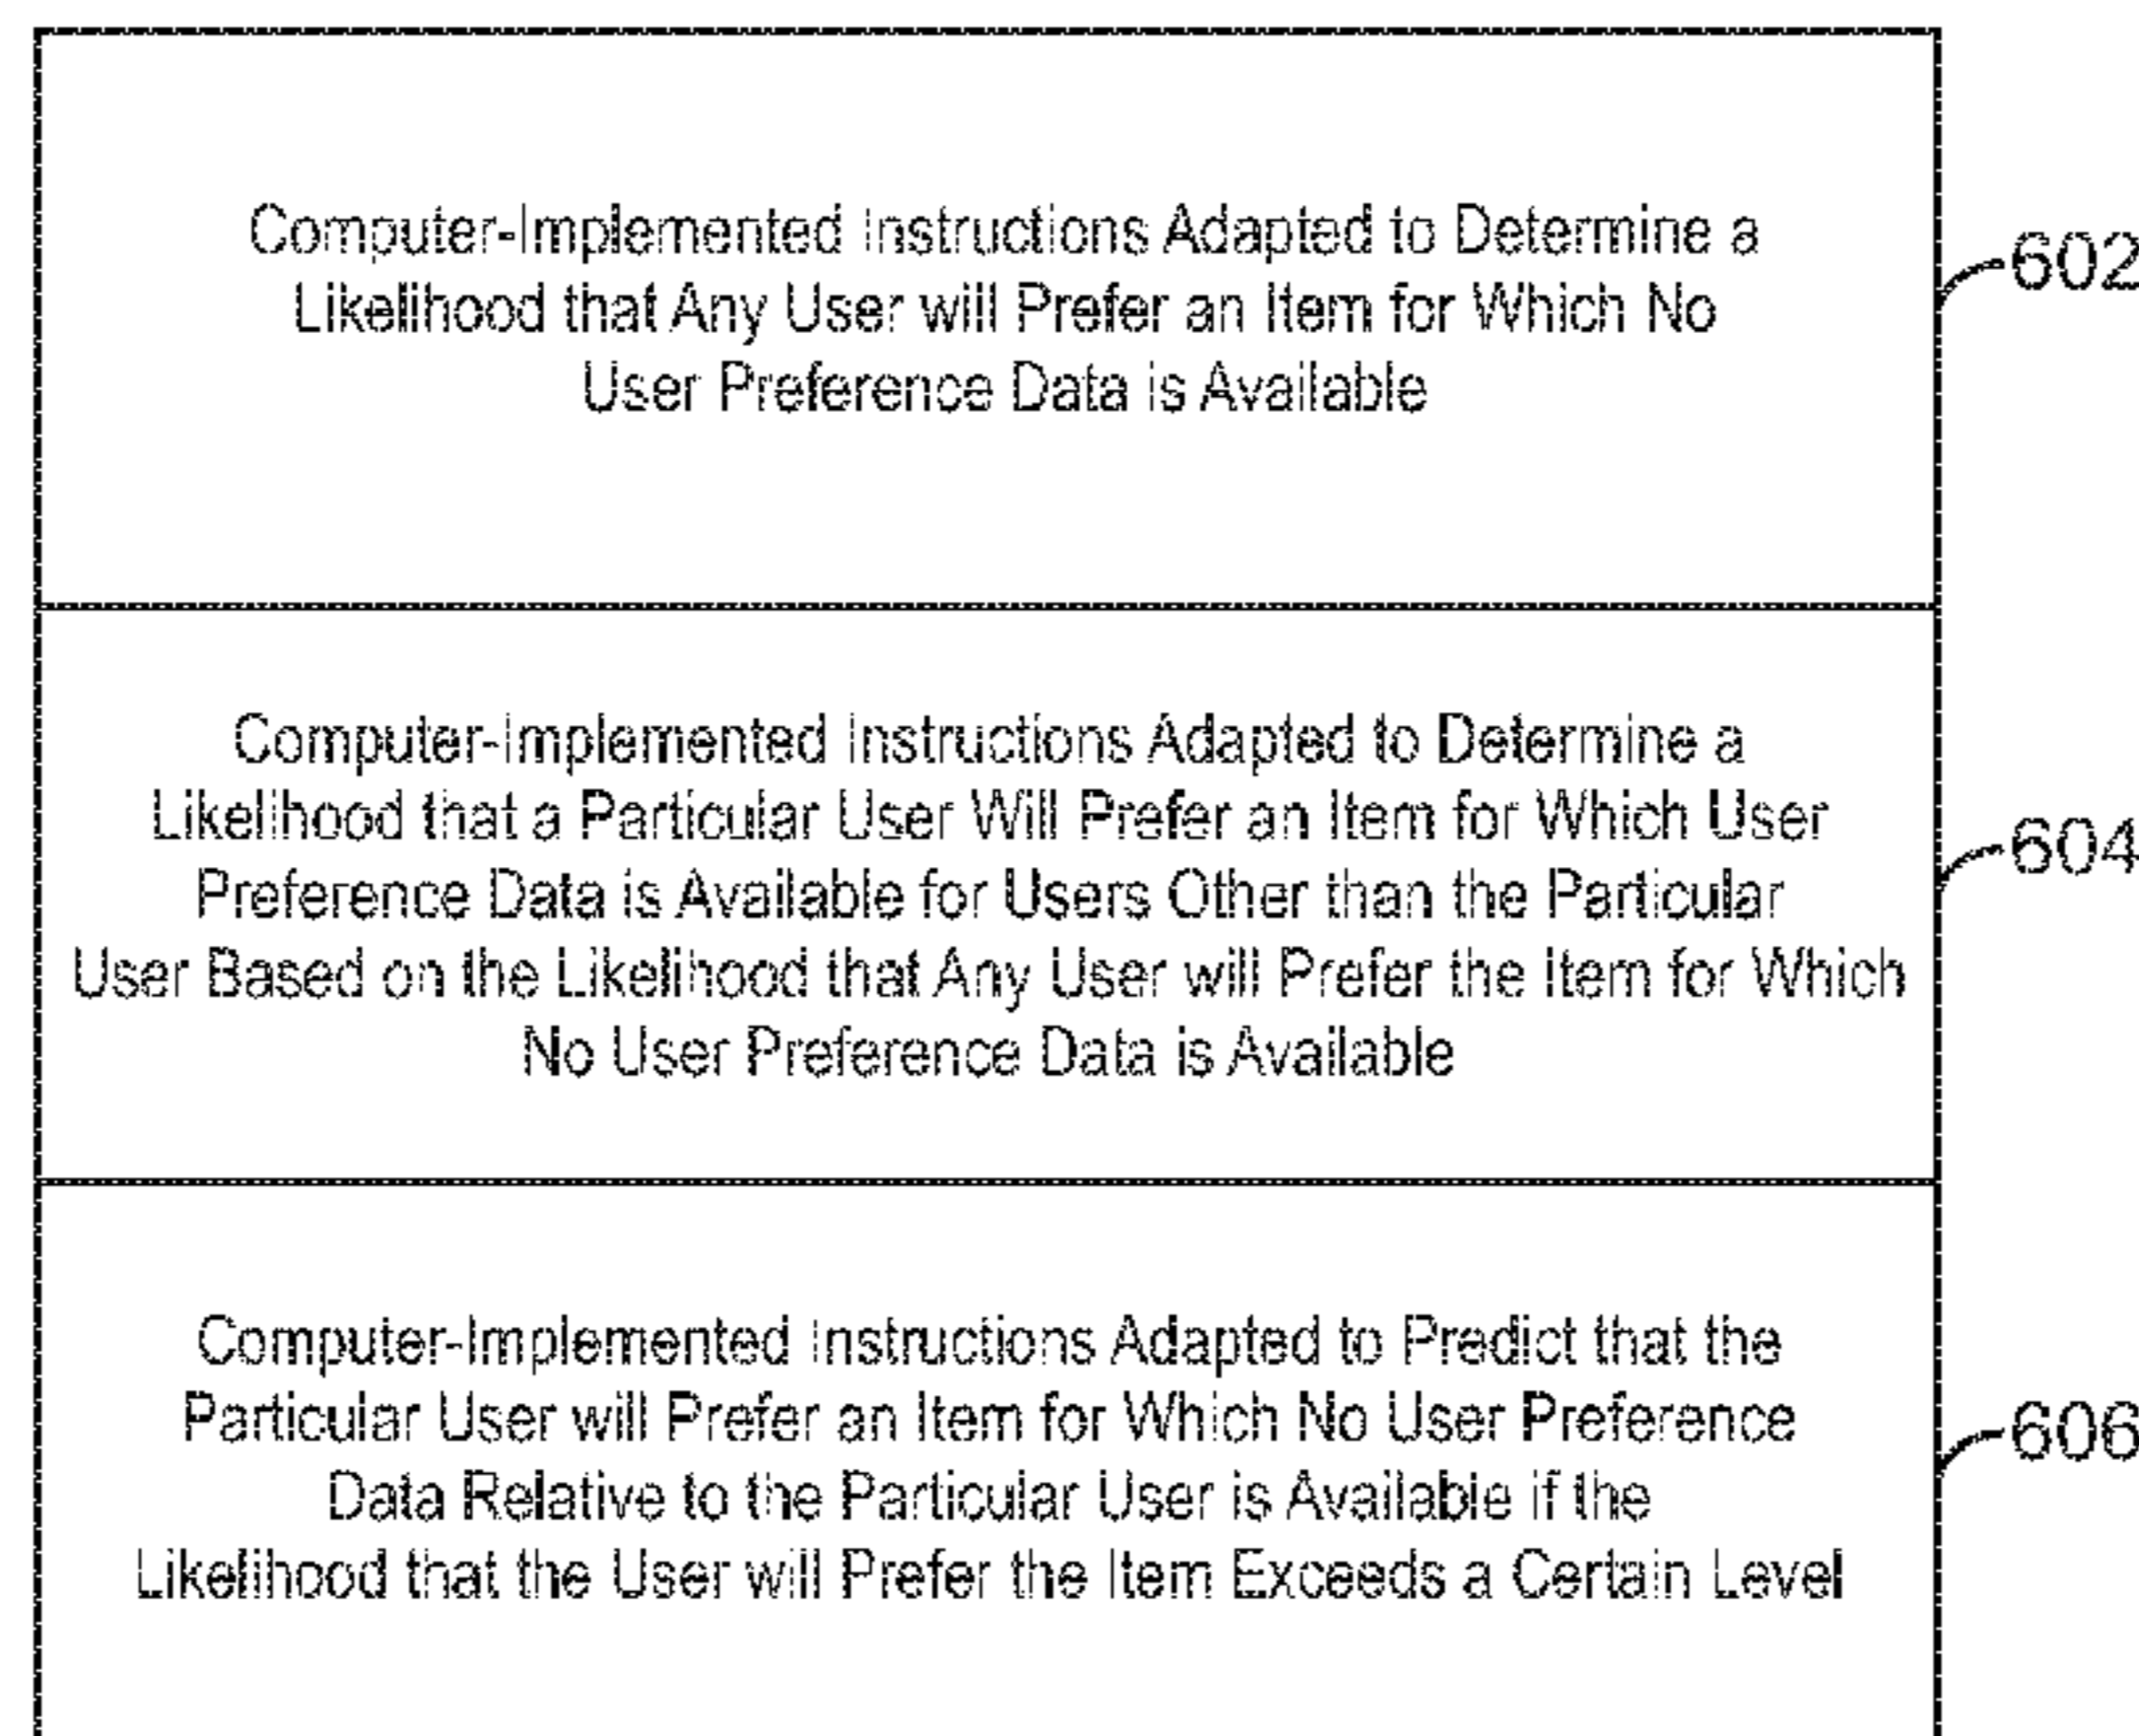 Computer-Implemented Instructions Adapted to Determine a
Likelihood that Any User will Prefer an Item for Which No
User Preference Data is Available
602
Computer-Implemented Instructions Adapted to Determine a
Likelihood that a Particular User Will Prefer an Item for Which User
Preference Data is Available for Users Other than the Particular
User Based on the Likelihood that Any User will Prefer the Item for Which
No User Preference Data is Available
604
Computer-Implemented Instructions Adapted to Predict that the
Particular User will Prefer an Item for Which No User Preference
Data Relative to the Particular User is Available if the
Likelihood that the User will Prefer the Item Exceeds a Certain Level
606